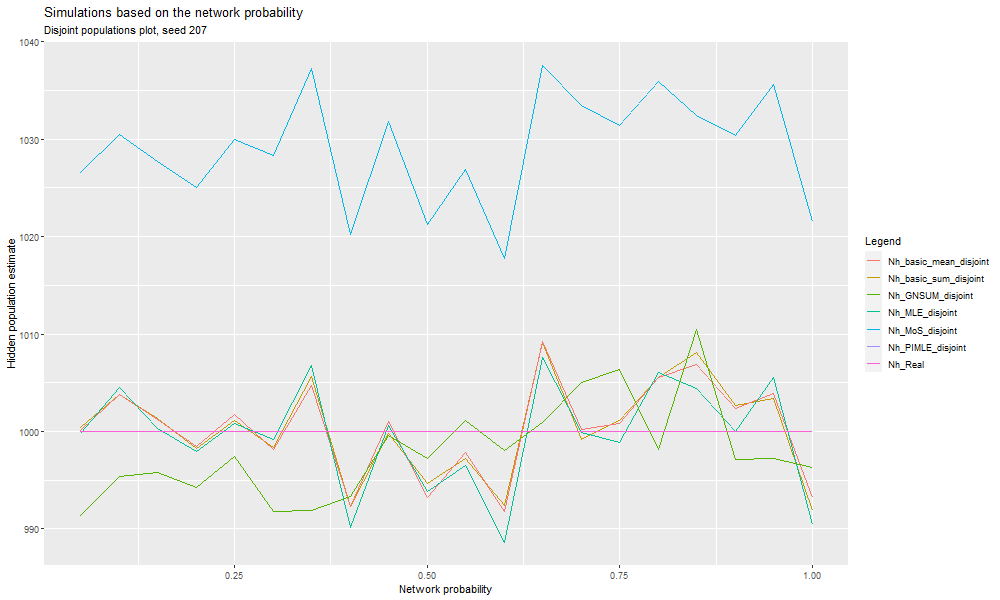 Simulations based on the network probability
Disjoint populations plot, seed 207
1040
1030
1020
1010
1000
990
Hidden population estimate
0.25
0.50
0.75
1.00
Network probability
Legend
Nh_basic_mean_disjoint
Nh_basic_sum_disjoint
Nh_GNSUM_disjoint
Nh_MLE_disjoint
Nh_MoS_disjoint
Nh_PIMLE_disjoint
Nh_Real